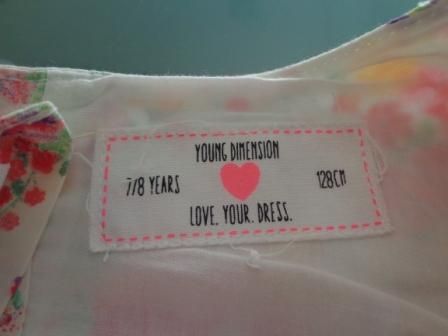 YOUNG DIMENSION
7/8 YEARS 128CM
LOVE. YOUR. DRESS.